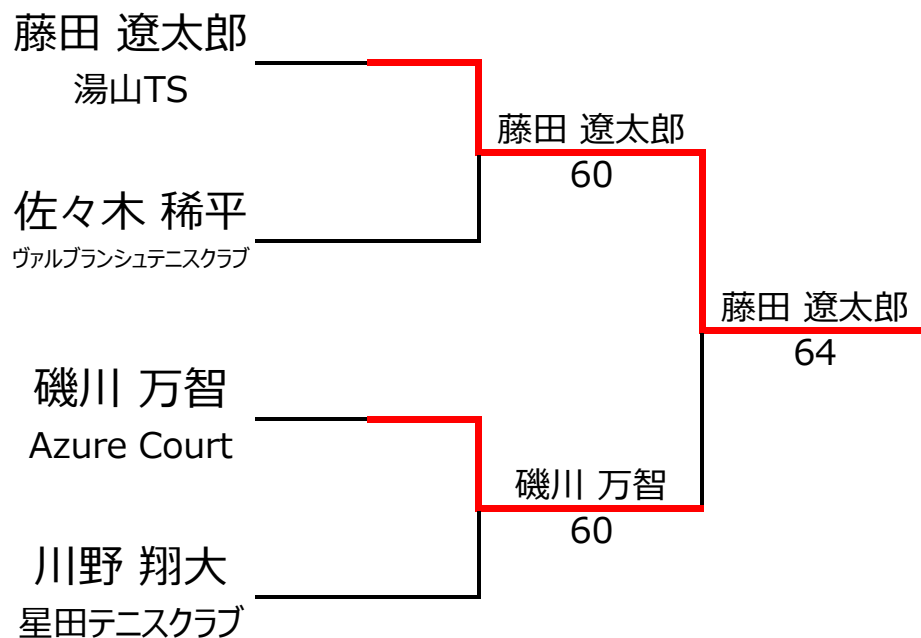 藤田 遼太郎
湯山TS
藤田 遼太郎
60
佐々木 稀平
ヴァルブランシュテニスクラブ
藤田 遼太郎
64
磯川 万智
Azure Court
磯川 万智
60
川野 翔大
星田テニスクラブ